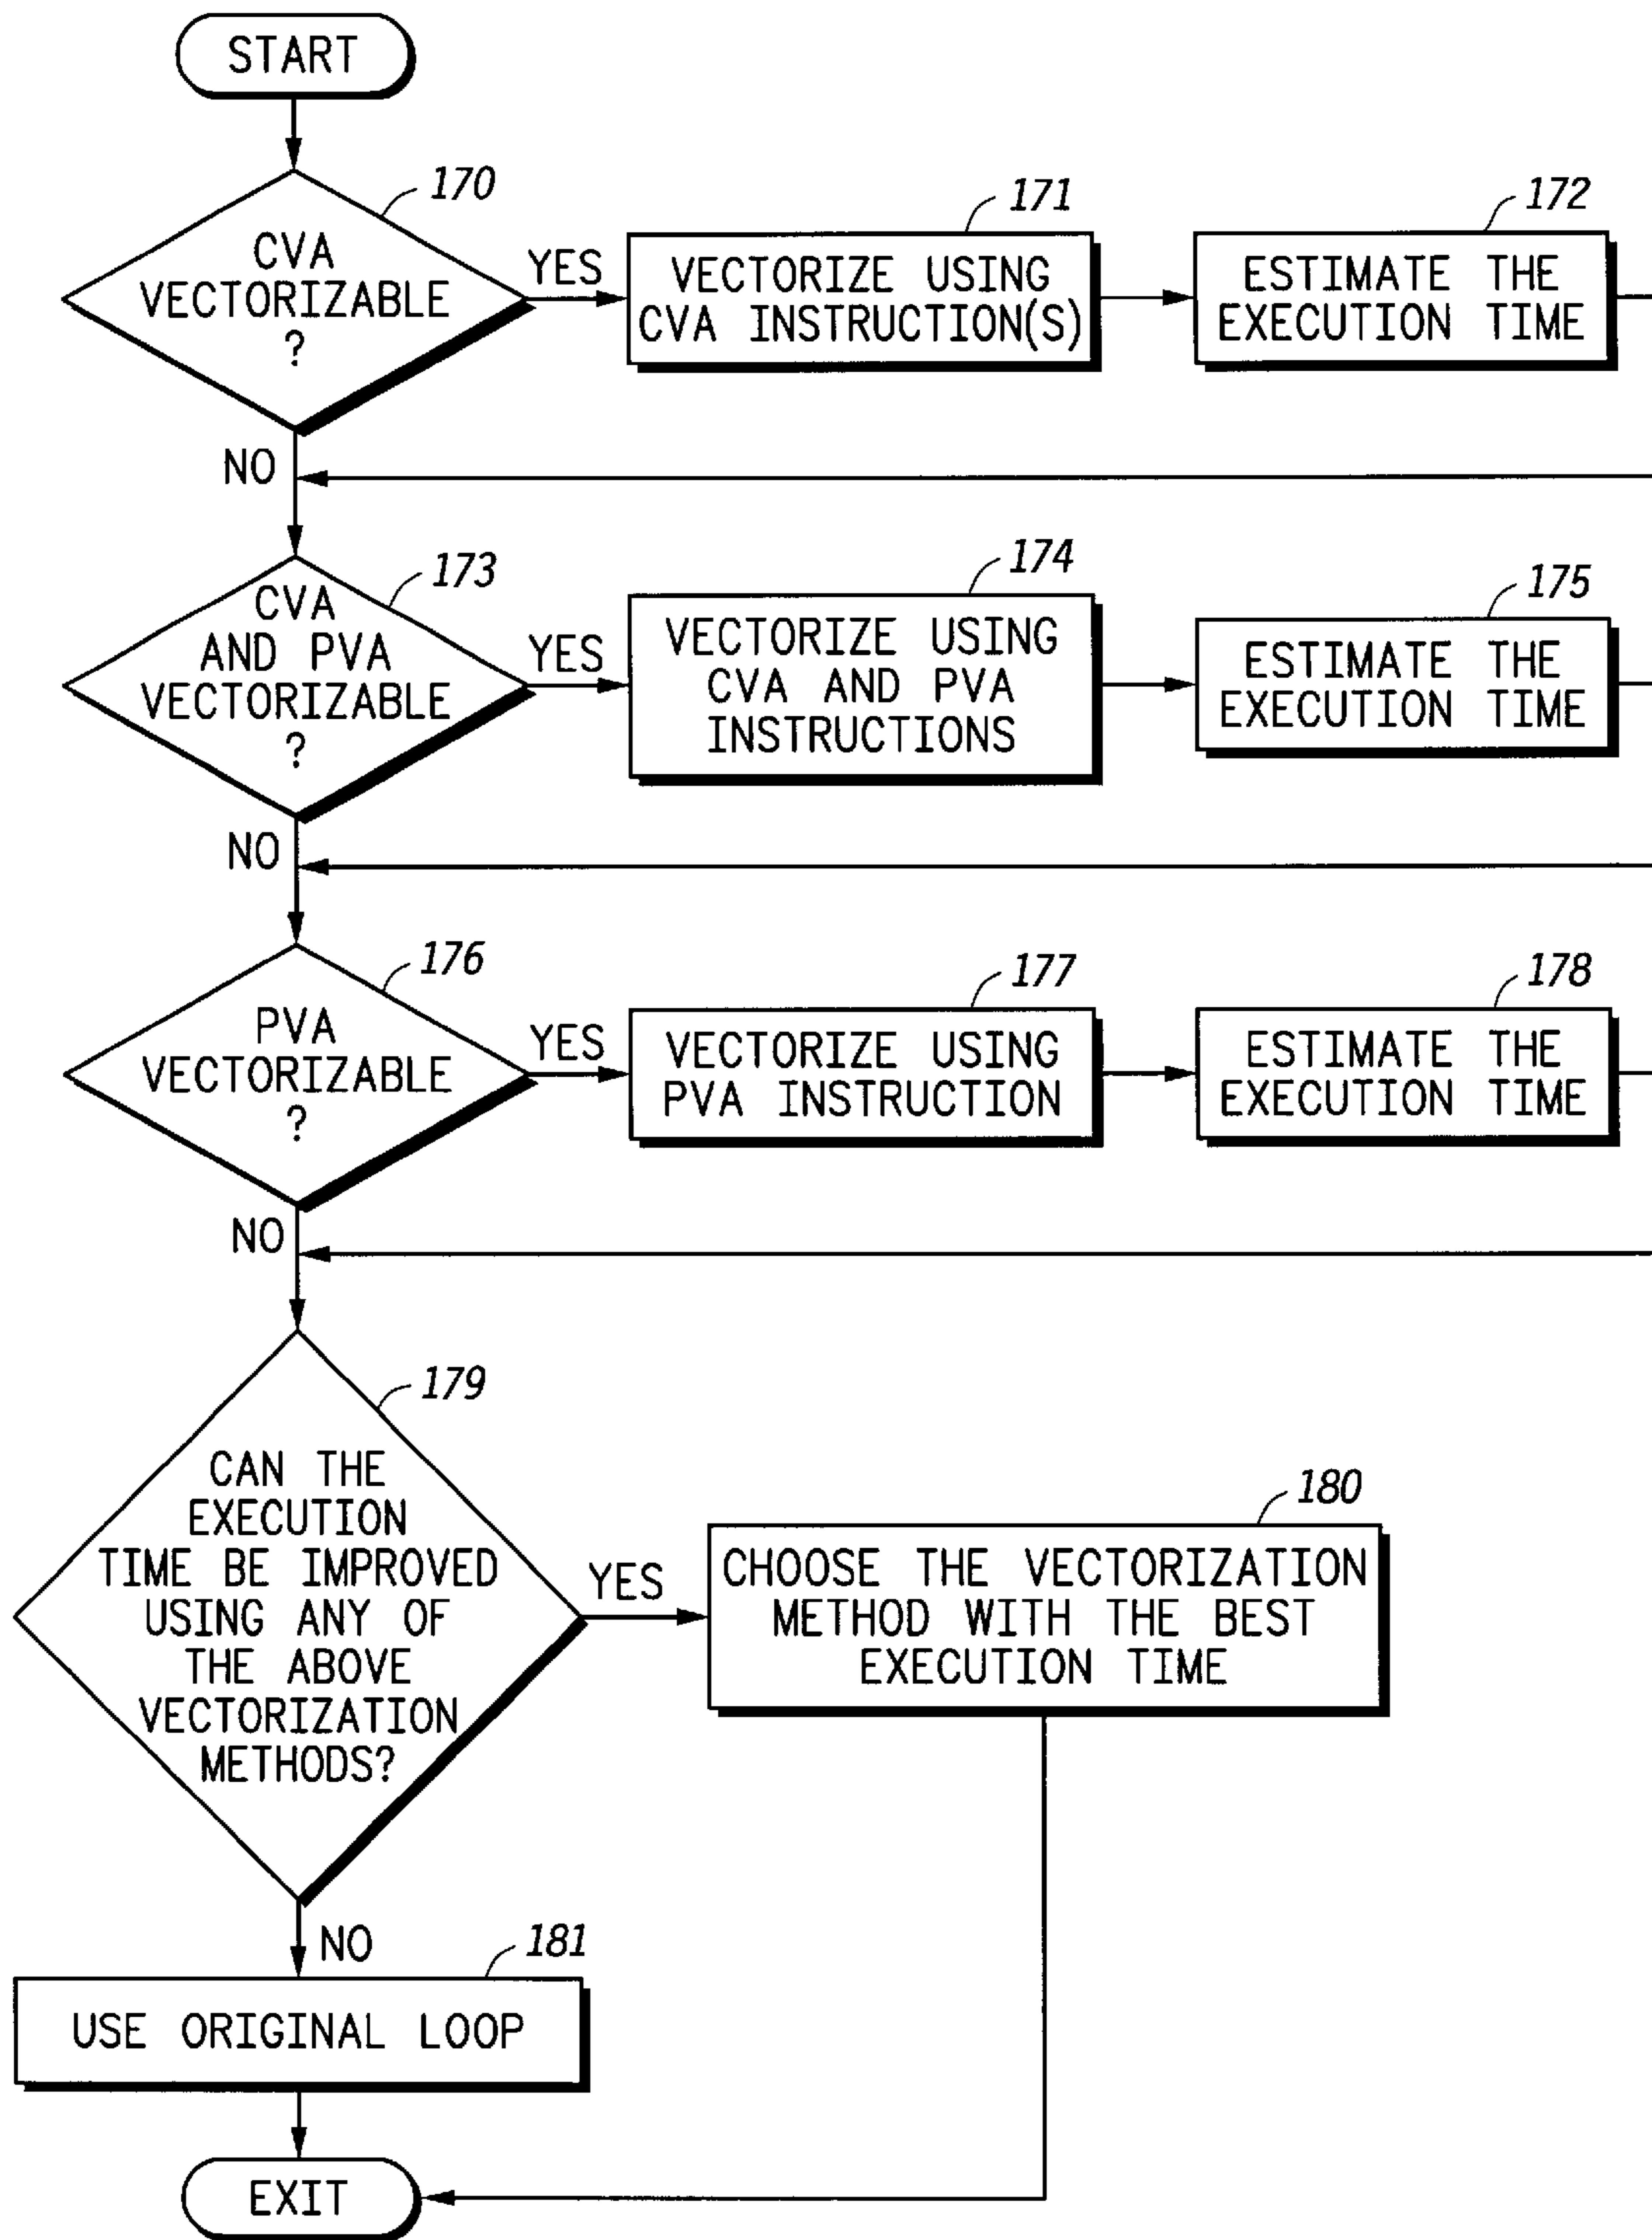 START
170
CVA
VECTORIZABLE
?
YES
171
VECTORIZE USING
CVA INSTRUCTION(S)
172
ESTIMATE THE
EXECUTION TIME
NO
173
CVA
AND PVA
VECTORIZABLE
?
YES
174
VECTORIZE USING
CVA AND PVA
INSTRUCTIONS
175
ESTIMATE THE
EXECUTION TIME
NO
176
PVA
VECTORIZABLE
?
YES
177
VECTORIZE USING
PVA INSTRUCTION
178
ESTIMATE THE
EXECUTION TIME
NO
179
CAN THE
EXECUTION
TIME BE IMPROVED
USING ANY OF
THE ABOVE
VECTORIZATION
METHODS?
YES
180
CHOOSE THE VECTORIZATION
METHOD WITH THE BEST
EXECUTION TIME
NO
181
USE ORIGINAL LOOP
EXIT